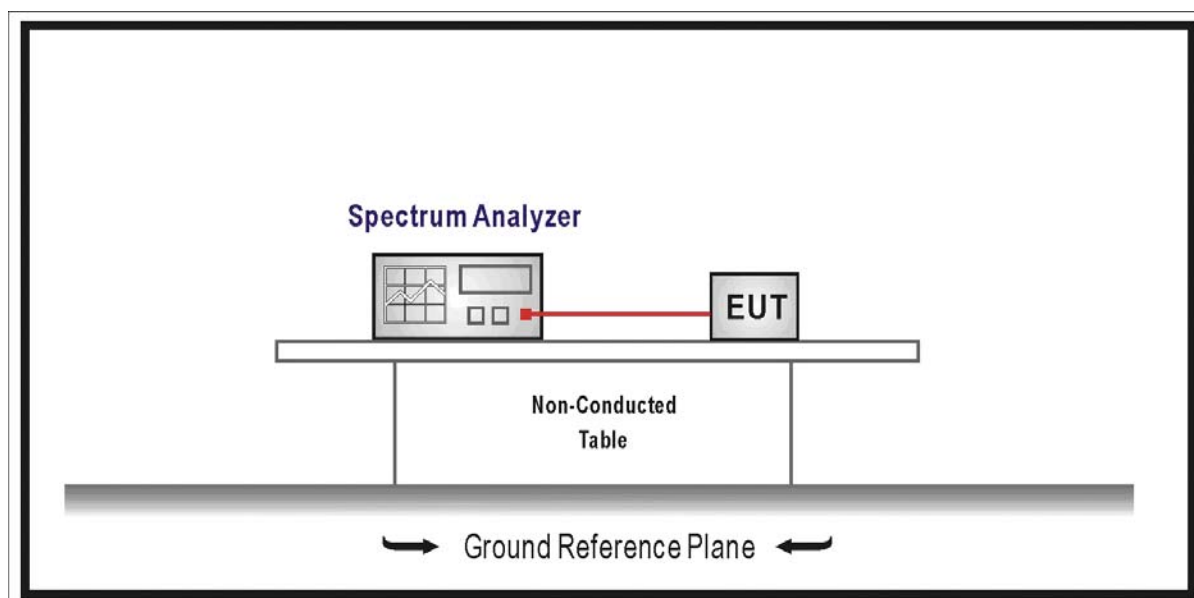 Spectrum Analyzer
EUT
Non-Conducted
Table
Ground Reference Plane